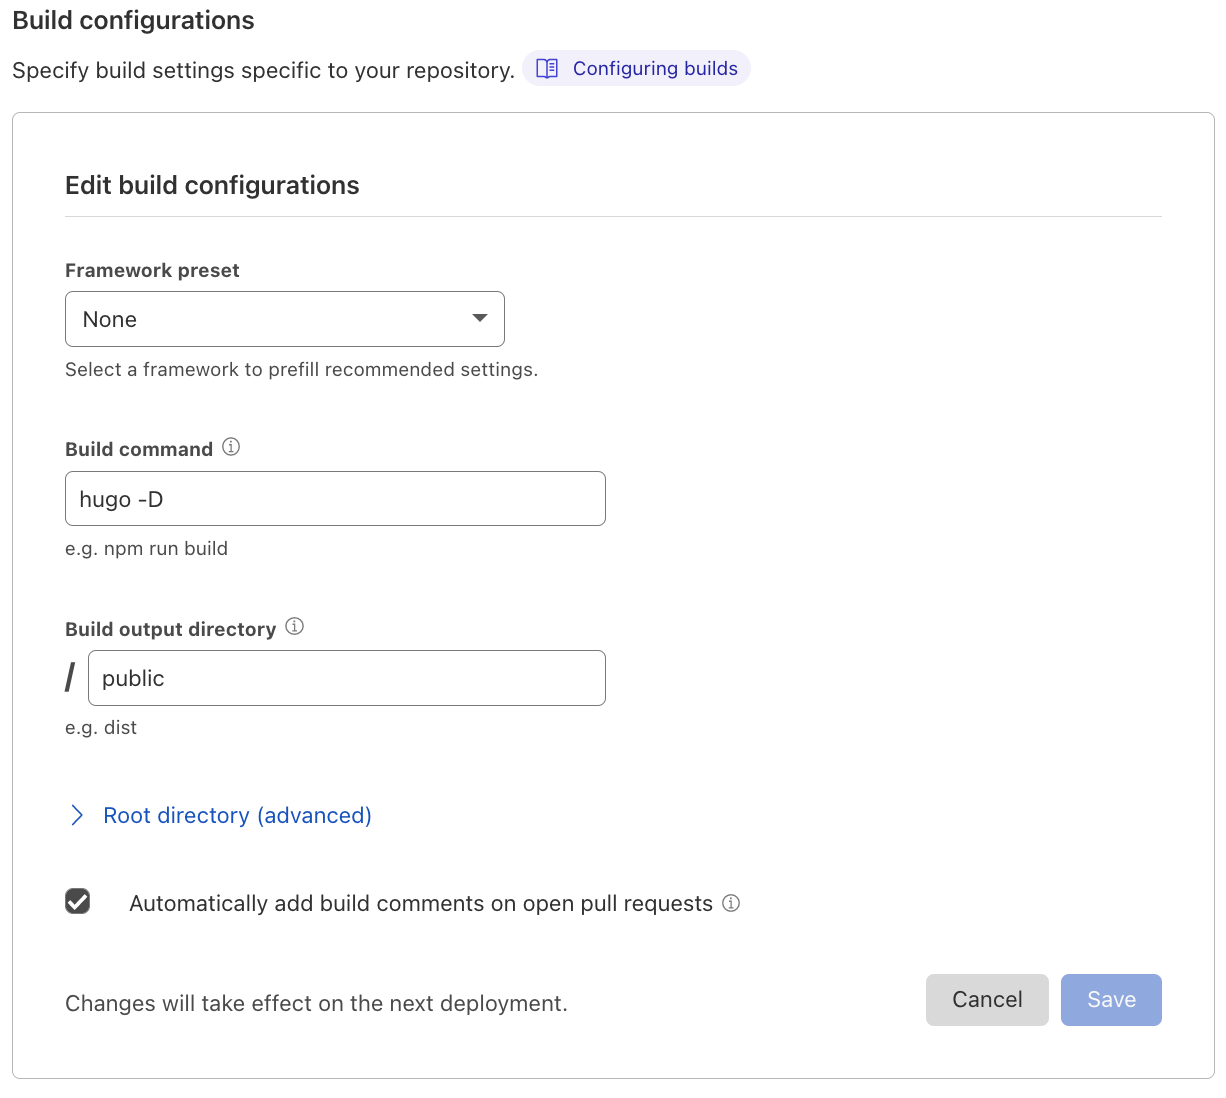 Build configurations
Specify build settings specific to your repository. Configuring builds
Edit build configurations
Framework preset
None
Select a framework to prefill recommended settings.
Build command
hugo -D
e.g. npm run build
Build output directory
/ public
e.g. dist
Root directory (advanced)
Automatically add build comments on open pull requests
Changes will take effect on the next deployment. Cancel Save